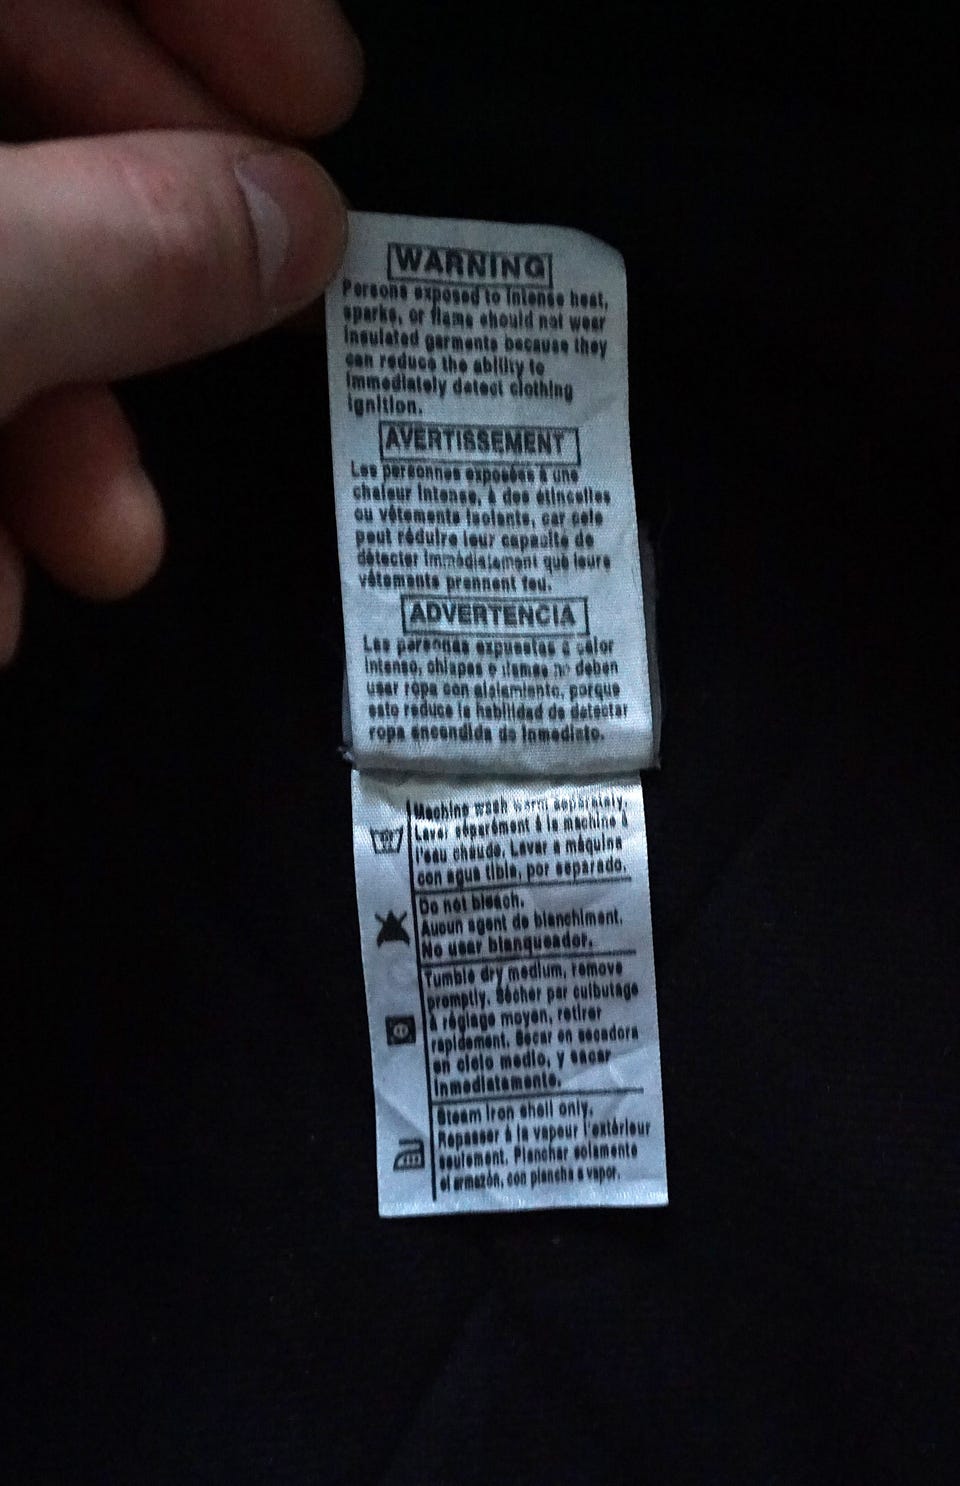 WARNING
Persons exposed to intense heat,
sparks, or flame should not wear
insulated garments because they
can reduce the ability to
immediately detect clothing
ignition.
AVERTISSEMENT
Les personnes exposées à une
chaleur intense, à des étincelles
ou vêtements isolants, car cela
peut réduire leur capacité de
détecter immédiatement que leurs
vêtements prennent feu.
ADVERTENCIA
Las personas expuestas a calor
intenso, chispas o llamas no deben
usar ropa con aislamiento, porque
esto reduce la habilidad de detectar
ropa encendida de inmediato.
Machine wash warm separately.
Laver séparément à la machine à
l'eau chaude. Lavar a máquina
con agua tibia, por separado.
Do not bleach.
Aucun agent de blanchiment.
No usar blanqueador.
Tumble dry medium, remove
promptly. Sécher par culbutage
à réglage moyen, retirer
rapidement. Secar en secadora
en ciclo medio, y sacar
inmediatamente.
Steam iron shell only.
Repasser à la vapeur l'extérieur
seulement. Planchar solamente
el armazón, con plancha a vapor.